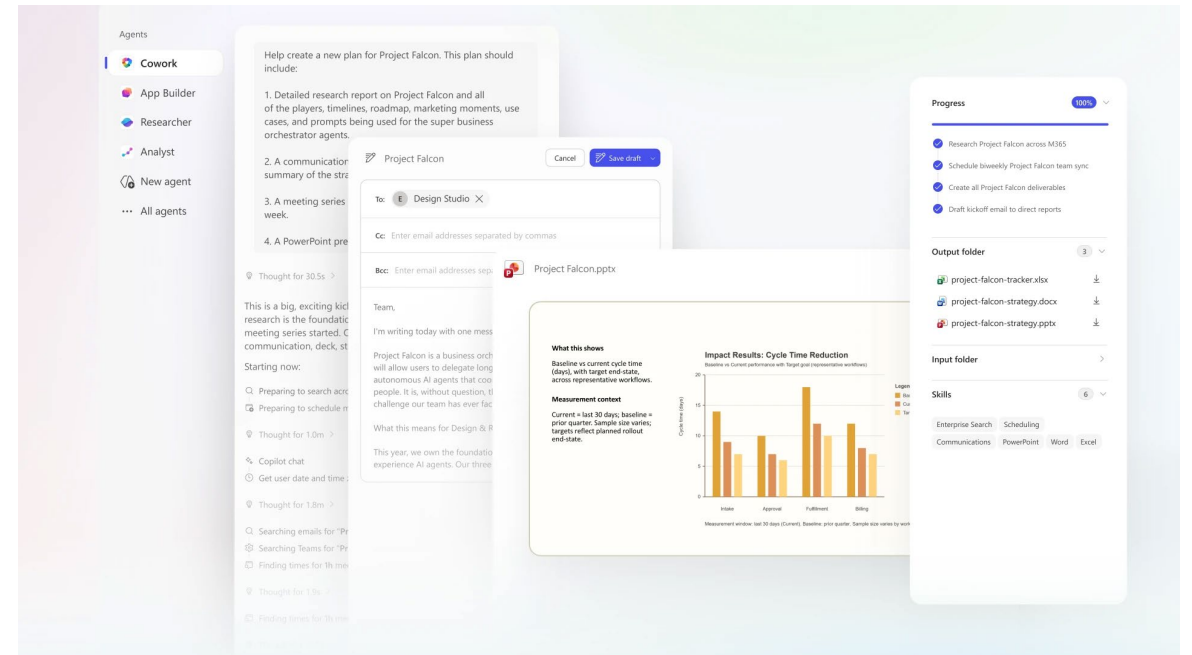 Agents
Cowork
App Builder
Researcher
Analyst
New agent
All agents
Help create a new plan for Project Falcon. This plan should
include:
1. Detailed research report on Project Falcon and all
of the players, timelines, roadmap, marketing moments, use
cases, and prompts being used for the super business
orchestrator agents.
2. A communication
summary of the stra
3. A meeting series
week.
4. A PowerPoint pre
Thought for 30.5s
This is a big, exciting kic
research is the foundatio
meeting series started. C
communication, deck, st
Starting now:
Preparing to search acro
Preparing to schedule m
Thought for 1.0m
Copilot chat
Get user date and time
Thought for 1.8m
Searching emails for "Pr
Searching Teams for "Pr
Finding times for 1h mee
Thought for 1.9s
Finding times for 1h mee
Project Falcon
Cancel
Save draft
To: E Design Studio
Cc: Enter email addresses separated by commas
Bcc: Enter email addresses sepa
Team,
I'm writing today with one mess
Project Falcon is a business orch
will allow users to delegate long
autonomous AI agents that coo
people. It is, without question, t
challenge our team has ever fac
What this means for Design & R
This year, we own the foundatio
experience AI agents. Our three
Project Falcon.pptx
What this shows
Baseline vs current cycle time
(days), with target end-state,
across representative workflows.
Measurement context
Current = last 30 days; baseline =
prior quarter. Sample size varies;
targets reflect planned rollout
end-state.
Impact Results: Cycle Time Reduction
Baseline vs Current performance with Target goal (representative workflows)
Cycle time (days)
20
15
10
5
0
Intake
Approval
Fulfillment
Billing
Legen
Bas
Cur
Tar
Measurement window: last 30 days (Current). Baseline: prior quarter. Sample size varies by work
Progress
100%
Research Project Falcon across M365
Schedule biweekly Project Falcon team sync
Create all Project Falcon deliverables
Draft kickoff email to direct reports
Output folder
3
project-falcon-tracker.xlsx
project-falcon-strategy.docx
project-falcon-strategy.pptx
Input folder
Skills
6
Enterprise Search
Scheduling
Communications
PowerPoint
Word
Excel